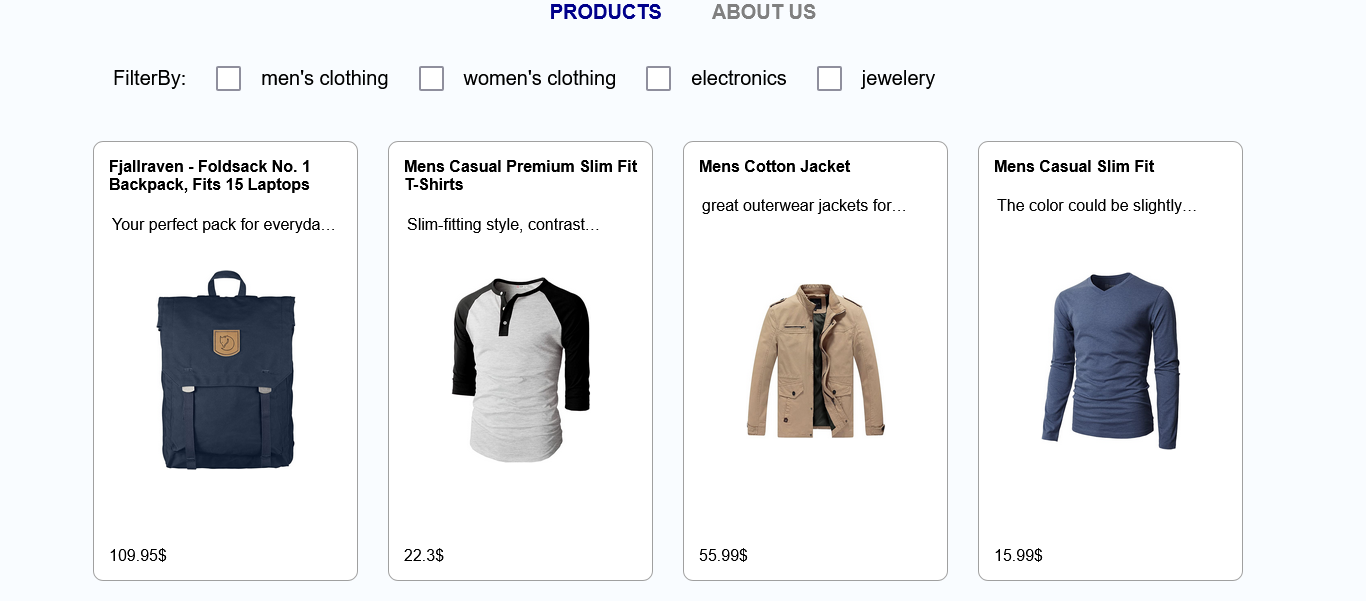 PRODUCTS ABOUT US
FilterBy: men's clothing women's clothing electronics jewelery
Fjallraven - Foldsack No. 1
Backpack, Fits 15 Laptops
Your perfect pack for everyda…
109.95$
Mens Casual Premium Slim Fit
T-Shirts
Slim-fitting style, contrast…
22.3$
Mens Cotton Jacket
great outerwear jackets for…
55.99$
Mens Casual Slim Fit
The color could be slightly…
15.99$